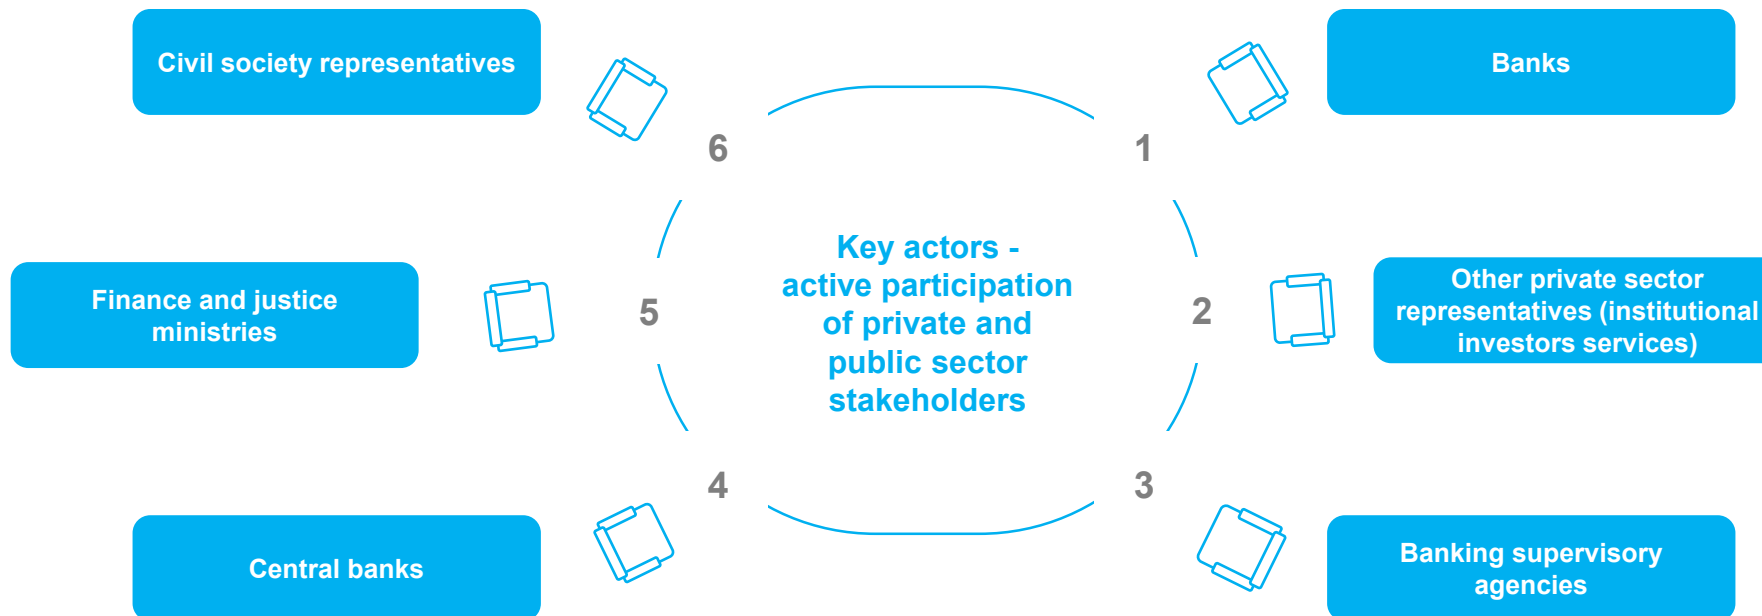 Civil society representatives
Banks
6
1
Key actors -
active participation
of private and
public sector
stakeholders
Finance and justice
ministries
5
2
Other private sector
representatives (institutional
investors services)
4
3
Central banks
Banking supervisory
agencies